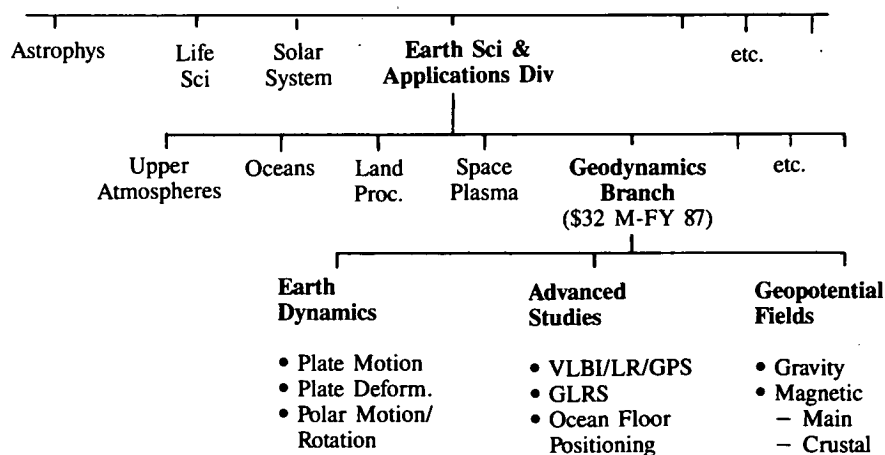 Astrophys
Life
Sci
Solar
System
Earth Sci &
Applications Div
etc.
Upper
Atmospheres
Oceans
Land
Proc.
Space
Plasma
Geodynamics
Branch
($32 M-FY 87)
etc.
Earth
Dynamics
• Plate Motion
• Plate Deform.
• Polar Motion/
Rotation
Advanced
Studies
• VLBI/LR/GPS
• GLRS
• Ocean Floor
Positioning
Geopotential
Fields
• Gravity
• Magnetic
– Main
– Crustal